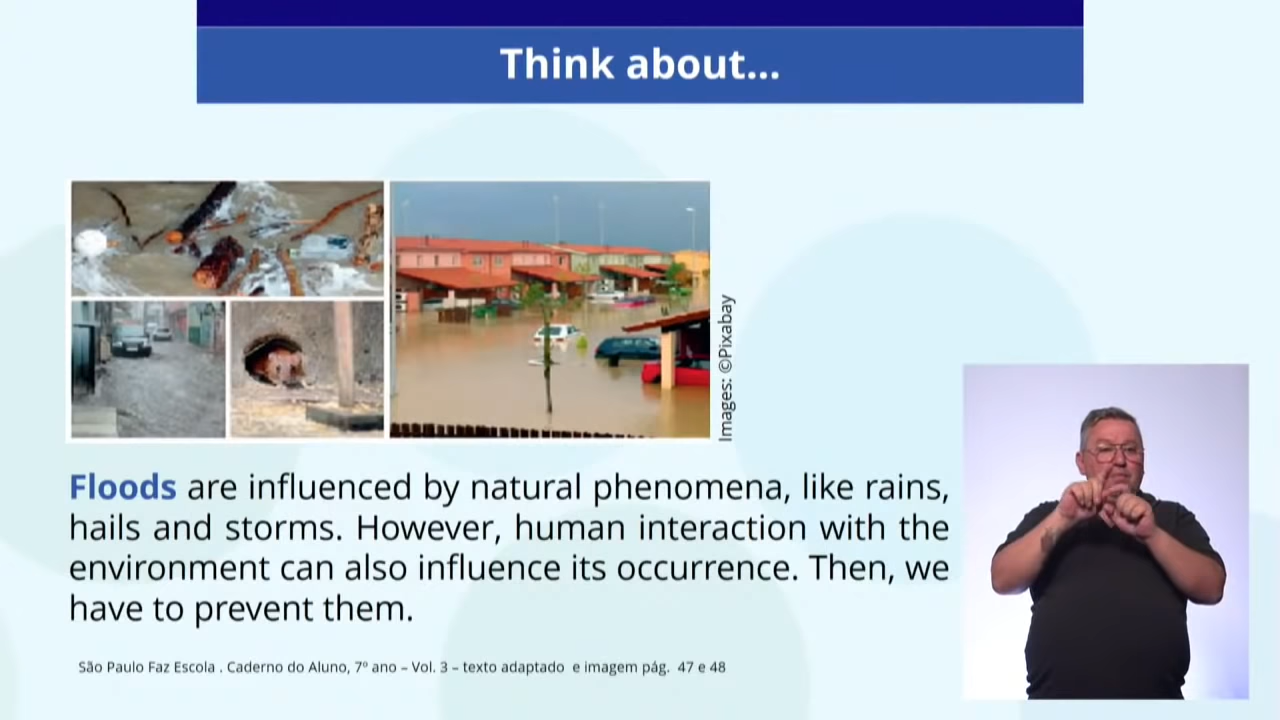 Think about...
Images: ©Pixabay
Floods are influenced by natural phenomena, like rains,
hails and storms. However, human interaction with the
environment can also influence its occurrence. Then, we
have to prevent them.
São Paulo Faz Escola . Caderno do Aluno, 7º ano – Vol. 3 – texto adaptado e imagem pág. 47 e 48